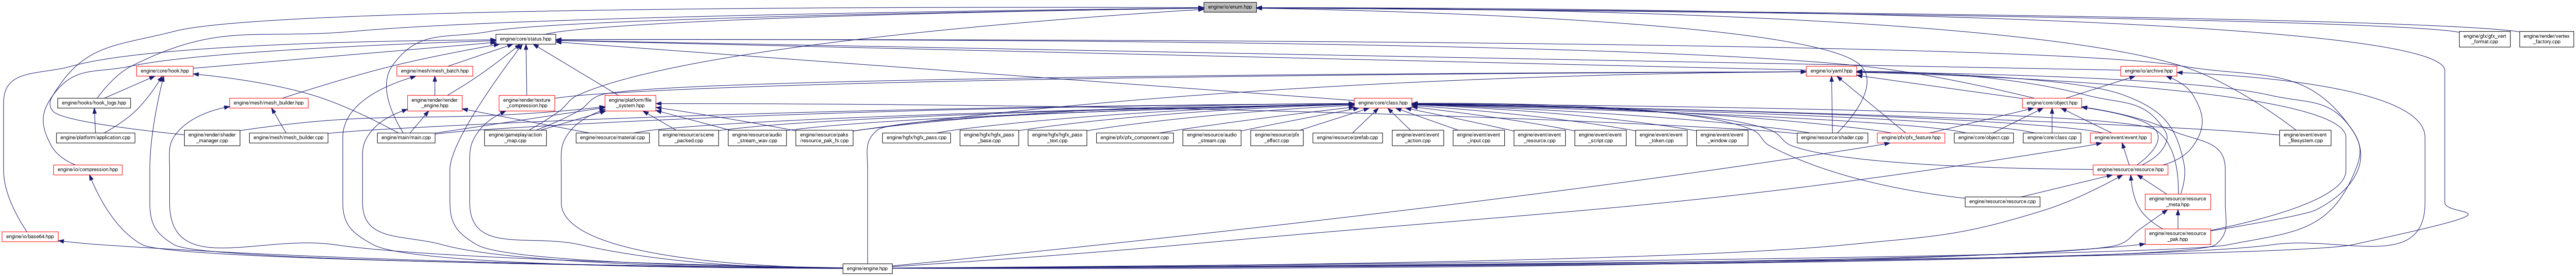 engine/io/enum.hpp
engine/core/status.hpp
engine/gfx/gfx_vert
_format.cpp
engine/render/vertex
_factory.cpp
engine/core/hook.hpp
engine/mesh/mesh_batch.hpp
engine/io/yaml.hpp
engine/io/archive.hpp
engine/hooks/hook_logs.hpp
engine/mesh/mesh_builder.hpp
engine/render/render
_engine.hpp
engine/render/texture
_compression.hpp
engine/platform/file
_system.hpp
engine/core/class.hpp
engine/core/object.hpp
engine/platform/application.cpp
engine/render/shader
_manager.cpp
engine/mesh/mesh_builder.cpp
engine/main/main.cpp
engine/gameplay/action
_map.cpp
engine/resource/material.cpp
engine/resource/scene
_packed.cpp
engine/resource/audio
_stream_wav.cpp
engine/resource/paks
/resource_pak_fs.cpp
engine/hgfx/hgfx_pass.cpp
engine/hgfx/hgfx_pass
_base.cpp
engine/hgfx/hgfx_pass
_text.cpp
engine/pfx/pfx_component.cpp
engine/resource/audio
_stream.cpp
engine/resource/pfx
_effect.cpp
engine/resource/prefab.cpp
engine/event/event
_action.cpp
engine/event/event
_input.cpp
engine/event/event
_resource.cpp
engine/event/event
_script.cpp
engine/event/event
_token.cpp
engine/event/event
_window.cpp
engine/resource/shader.cpp
engine/pfx/pfx_feature.hpp
engine/core/object.cpp
engine/core/class.cpp
engine/event/event.hpp
engine/event/event
_filesystem.cpp
engine/io/compression.hpp
engine/resource/resource.hpp
engine/resource/resource.cpp
engine/resource/resource
_meta.hpp
engine/io/base64.hpp
engine/resource/resource
_pak.hpp
engine/engine.hpp